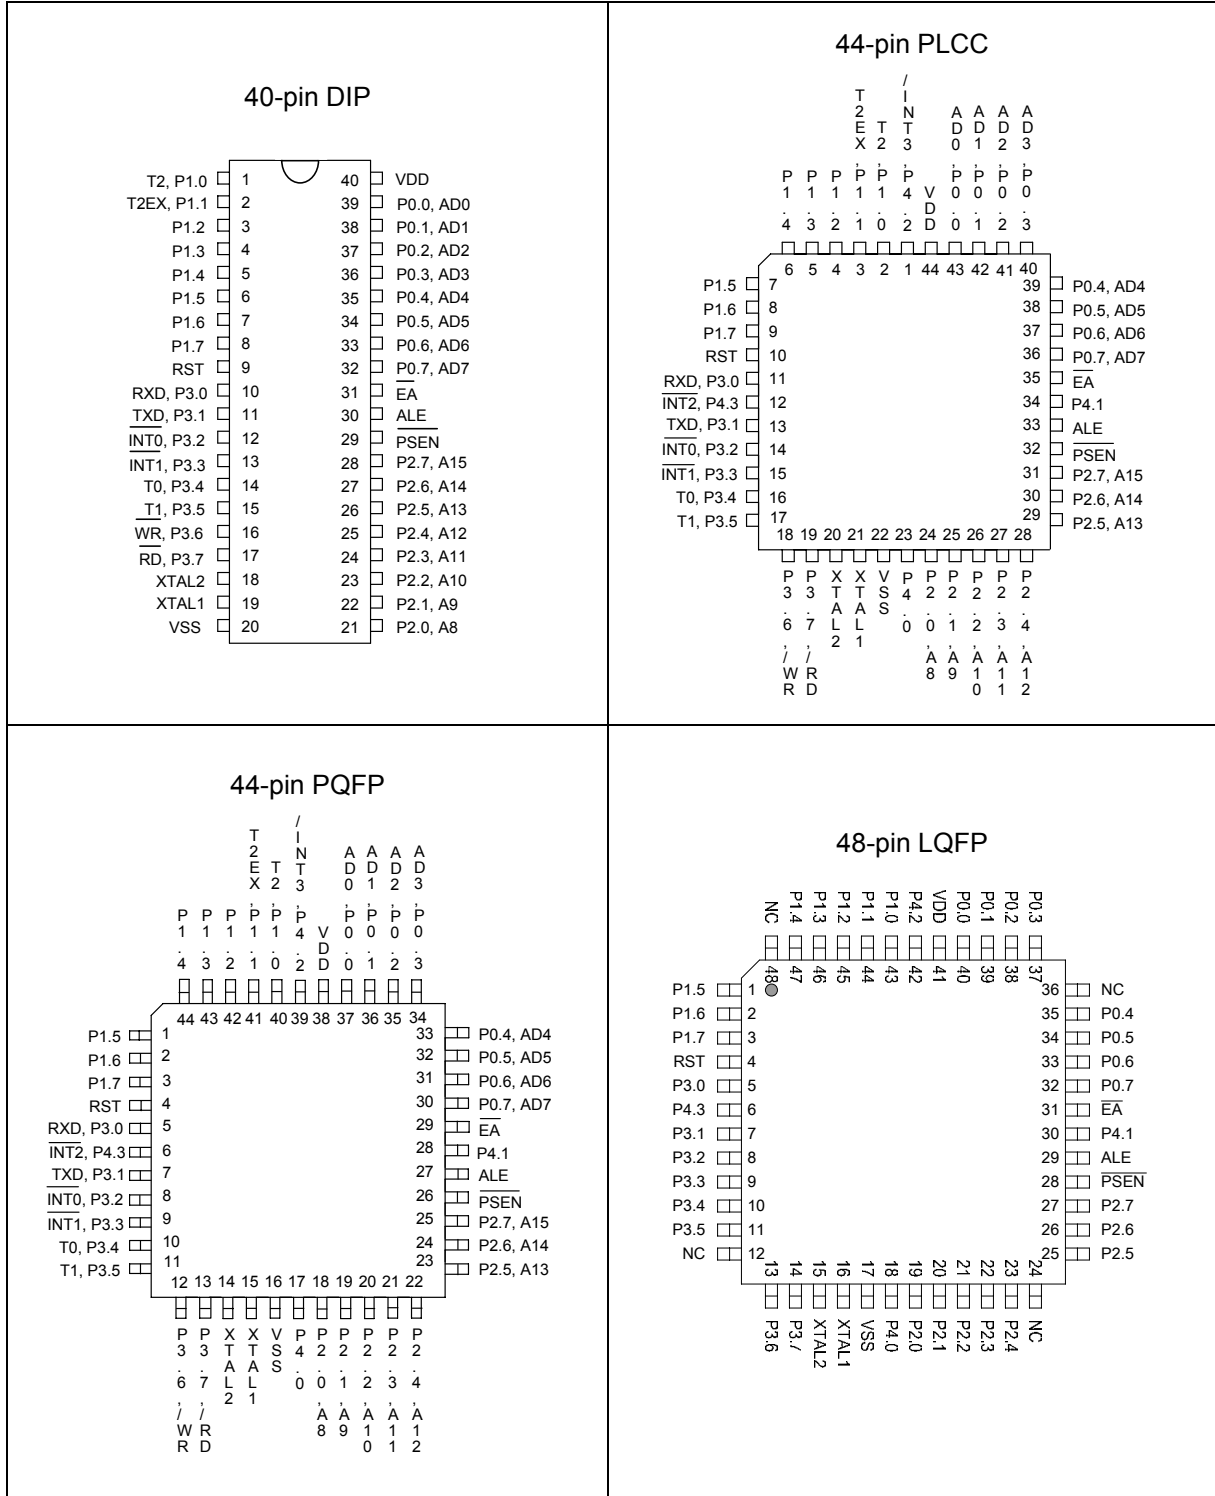 40-pin DIP
T2, P1.0 1 40 VDD
T2EX, P1.1 2 39 P0.0, AD0
P1.2 3 38 P0.1, AD1
P1.3 4 37 P0.2, AD2
P1.4 5 36 P0.3, AD3
P1.5 6 35 P0.4, AD4
P1.6 7 34 P0.5, AD5
P1.7 8 33 P0.6, AD6
RST 9 32 P0.7, AD7
RXD, P3.0 10 31 EA
TXD, P3.1 11 30 ALE
INT0, P3.2 12 29 PSEN
INT1, P3.3 13 28 P2.7, A15
T0, P3.4 14 27 P2.6, A14
T1, P3.5 15 26 P2.5, A13
WR, P3.6 16 25 P2.4, A12
RD, P3.7 17 24 P2.3, A11
XTAL2 18 23 P2.2, A10
XTAL1 19 22 P2.1, A9
VSS 20 21 P2.0, A8
44-pin PLCC
P1.4
P1.3
P1.2
T2EX,P1.1
T2,P1.0
/INT3,P4.2
VDD
AD0,P0.0
AD1,P0.1
AD2,P0.2
AD3,P0.3
6 5 4 3 2 1 44 43 42 41 40
P1.5 7 39 P0.4, AD4
P1.6 8 38 P0.5, AD5
P1.7 9 37 P0.6, AD6
RST 10 36 P0.7, AD7
RXD, P3.0 11 35 EA
INT2, P4.3 12 34 P4.1
TXD, P3.1 13 33 ALE
INT0, P3.2 14 32 PSEN
INT1, P3.3 15 31 P2.7, A15
T0, P3.4 16 30 P2.6, A14
T1, P3.5 17 29 P2.5, A13
18 19 20 21 22 23 24 25 26 27 28
P3.6,/WR
P3.7,/RD
XTAL2
XTAL1
VSS
P4.0
P2.0,A8
P2.1,A9
P2.2,A10
P2.3,A11
P2.4,A12
44-pin PQFP
P1.4
P1.3
P1.2
T2EX,P1.1
T2,P1.0
/INT3,P4.2
VDD
AD0,P0.0
AD1,P0.1
AD2,P0.2
AD3,P0.3
44 43 42 41 40 39 38 37 36 35 34
P1.5 1 33 P0.4, AD4
P1.6 2 32 P0.5, AD5
P1.7 3 31 P0.6, AD6
RST 4 30 P0.7, AD7
RXD, P3.0 5 29 EA
INT2, P4.3 6 28 P4.1
TXD, P3.1 7 27 ALE
INT0, P3.2 8 26 PSEN
INT1, P3.3 9 25 P2.7, A15
T0, P3.4 10 24 P2.6, A14
T1, P3.5 11 23 P2.5, A13
12 13 14 15 16 17 18 19 20 21 22
P3.6,/WR
P3.7,/RD
XTAL2
XTAL1
VSS
P4.0
P2.0,A8
P2.1,A9
P2.2,A10
P2.3,A11
P2.4,A12
48-pin LQFP
NC P1.4 P1.3 P1.2 P1.1 P1.0 P4.2 VDD P0.0 P0.1 P0.2 P0.3
48 47 46 45 44 43 42 41 40 39 38 37
P1.5 1 36 NC
P1.6 2 35 P0.4
P1.7 3 34 P0.5
RST 4 33 P0.6
P3.0 5 32 P0.7
P4.3 6 31 EA
P3.1 7 30 P4.1
P3.2 8 29 ALE
P3.3 9 28 PSEN
P3.4 10 27 P2.7
P3.5 11 26 P2.6
NC 12 25 P2.5
13 14 15 16 17 18 19 20 21 22 23 24
P3.6 P3.7 XTAL2 XTAL1 VSS P4.0 P2.0 P2.1 P2.2 P2.3 P2.4 NC